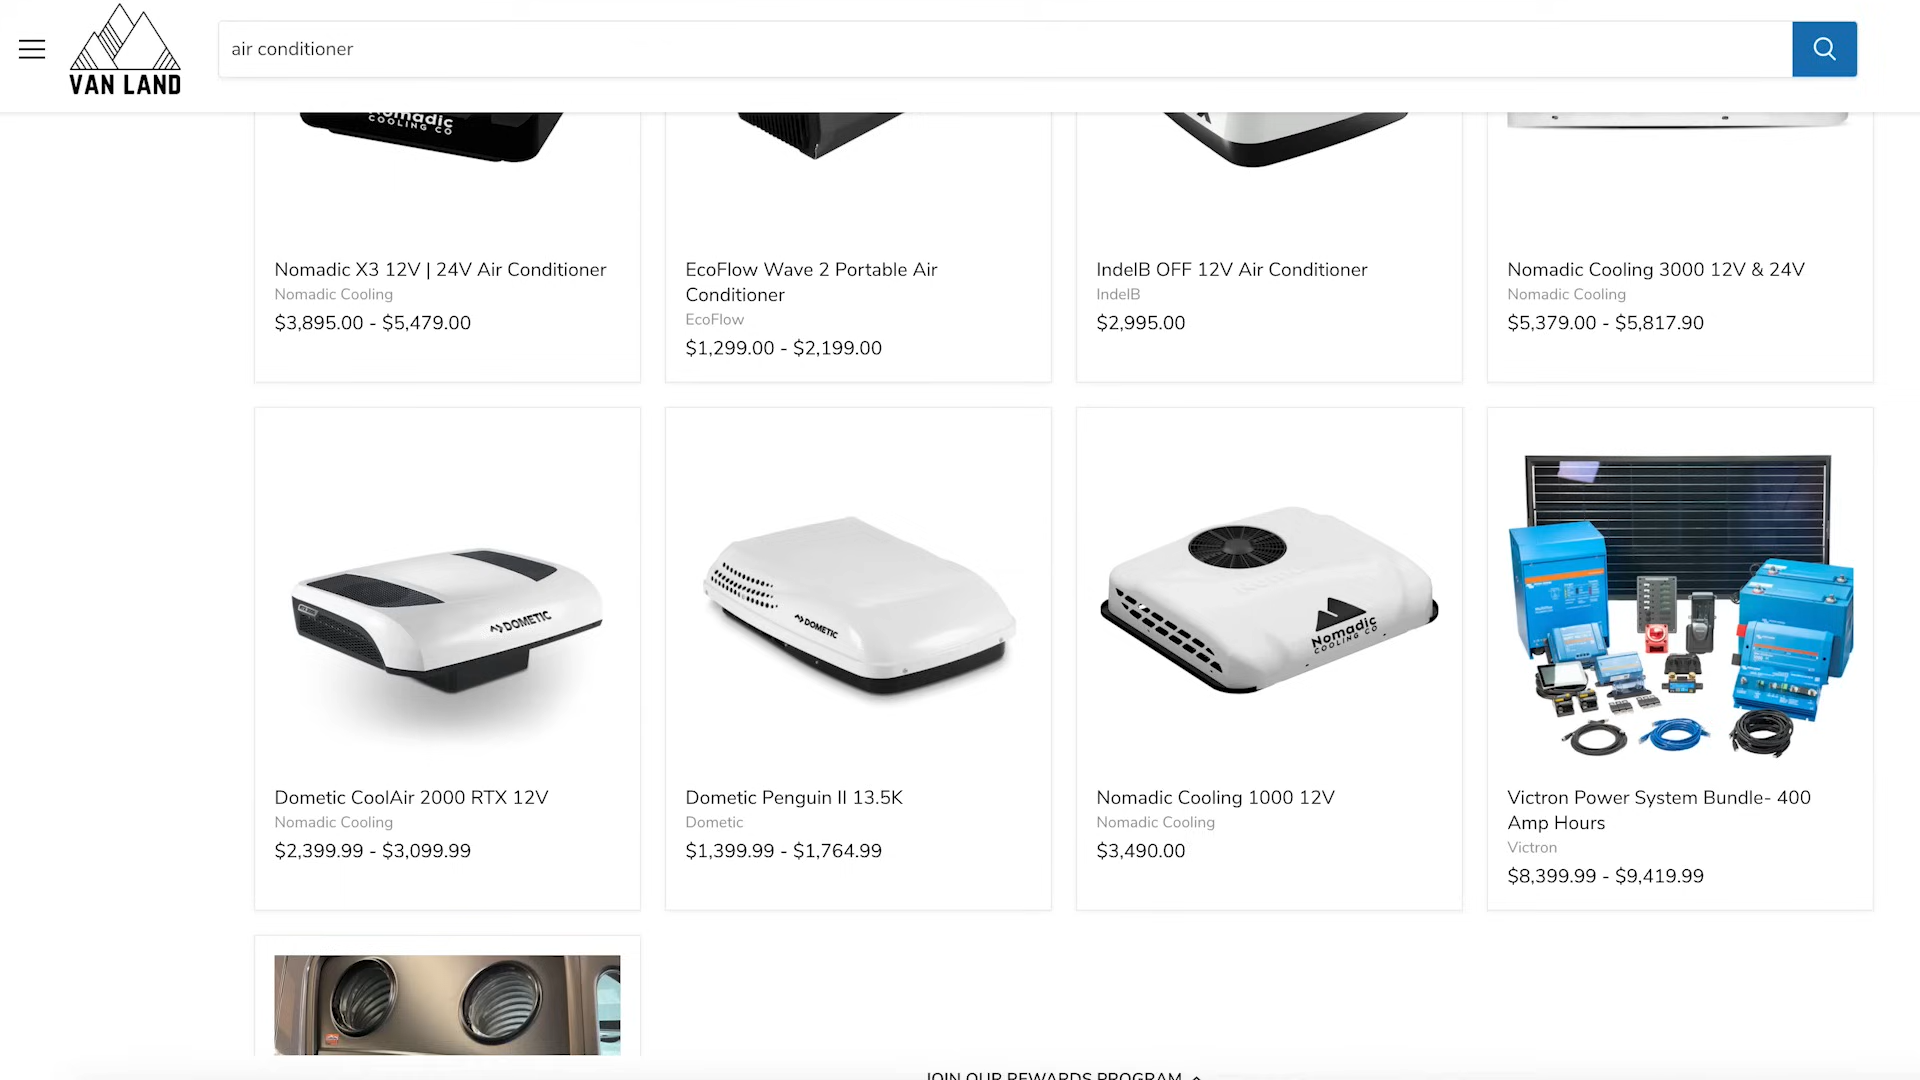 VAN LAND
air conditioner
Nomadic
COOLING CO
Nomadic X3 12V | 24V Air Conditioner
Nomadic Cooling
$3,895.00 - $5,479.00
EcoFlow Wave 2 Portable Air
Conditioner
EcoFlow
$1,299.00 - $2,199.00
IndelB OFF 12V Air Conditioner
IndelB
$2,995.00
Nomadic Cooling 3000 12V & 24V
Nomadic Cooling
$5,379.00 - $5,817.90
DOMETIC
DOMETIC
Nomadic
COOLING CO
Dometic CoolAir 2000 RTX 12V
Nomadic Cooling
$2,399.99 - $3,099.99
Dometic Penguin II 13.5K
Dometic
$1,399.99 - $1,764.99
Nomadic Cooling 1000 12V
Nomadic Cooling
$3,490.00
Victron Power System Bundle- 400
Amp Hours
Victron
$8,399.99 - $9,419.99
JOIN OUR REWARDS PROGRAM